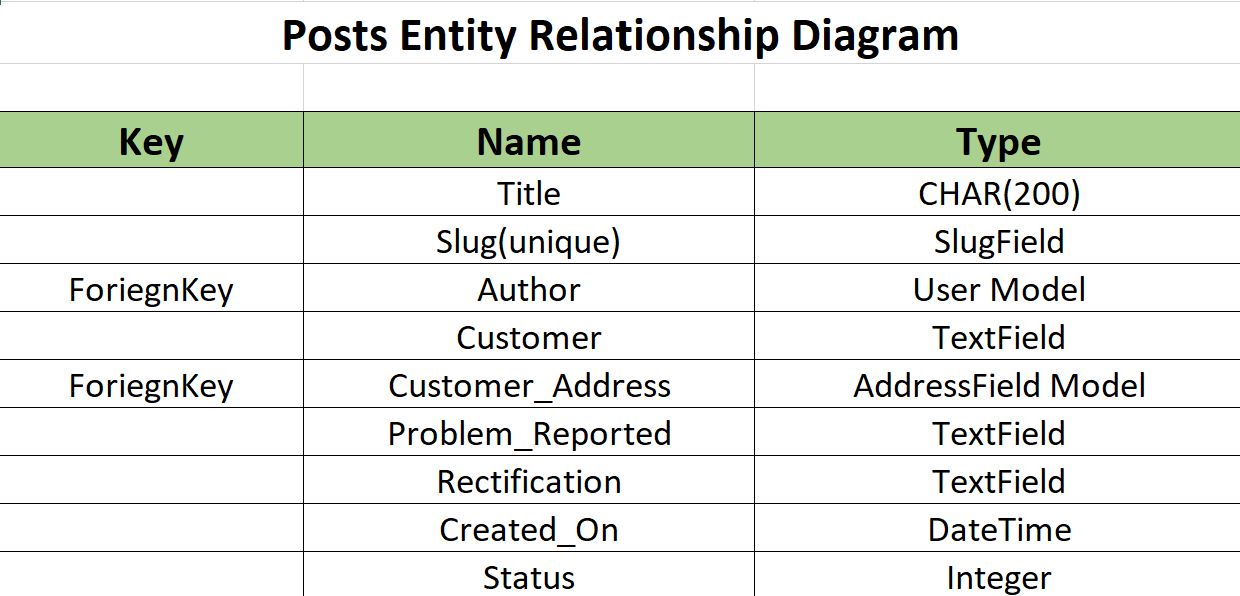 Posts Entity Relationship Diagram
Key Name Type
Title CHAR(200)
Slug(unique) SlugField
ForiegnKey Author User Model
Customer TextField
ForiegnKey Customer_Address AddressField Model
Problem_Reported TextField
Rectification TextField
Created_On DateTime
Status Integer